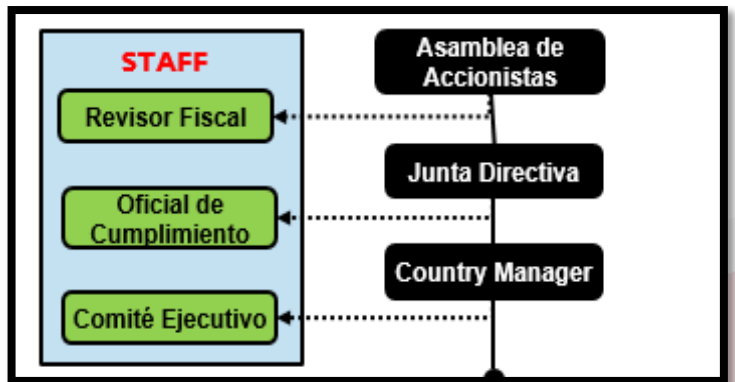 STAFF
Asamblea de
Accionistas
Revisor Fiscal
Junta Directiva
Oficial de
Cumplimiento
Country Manager
Comité Ejecutivo